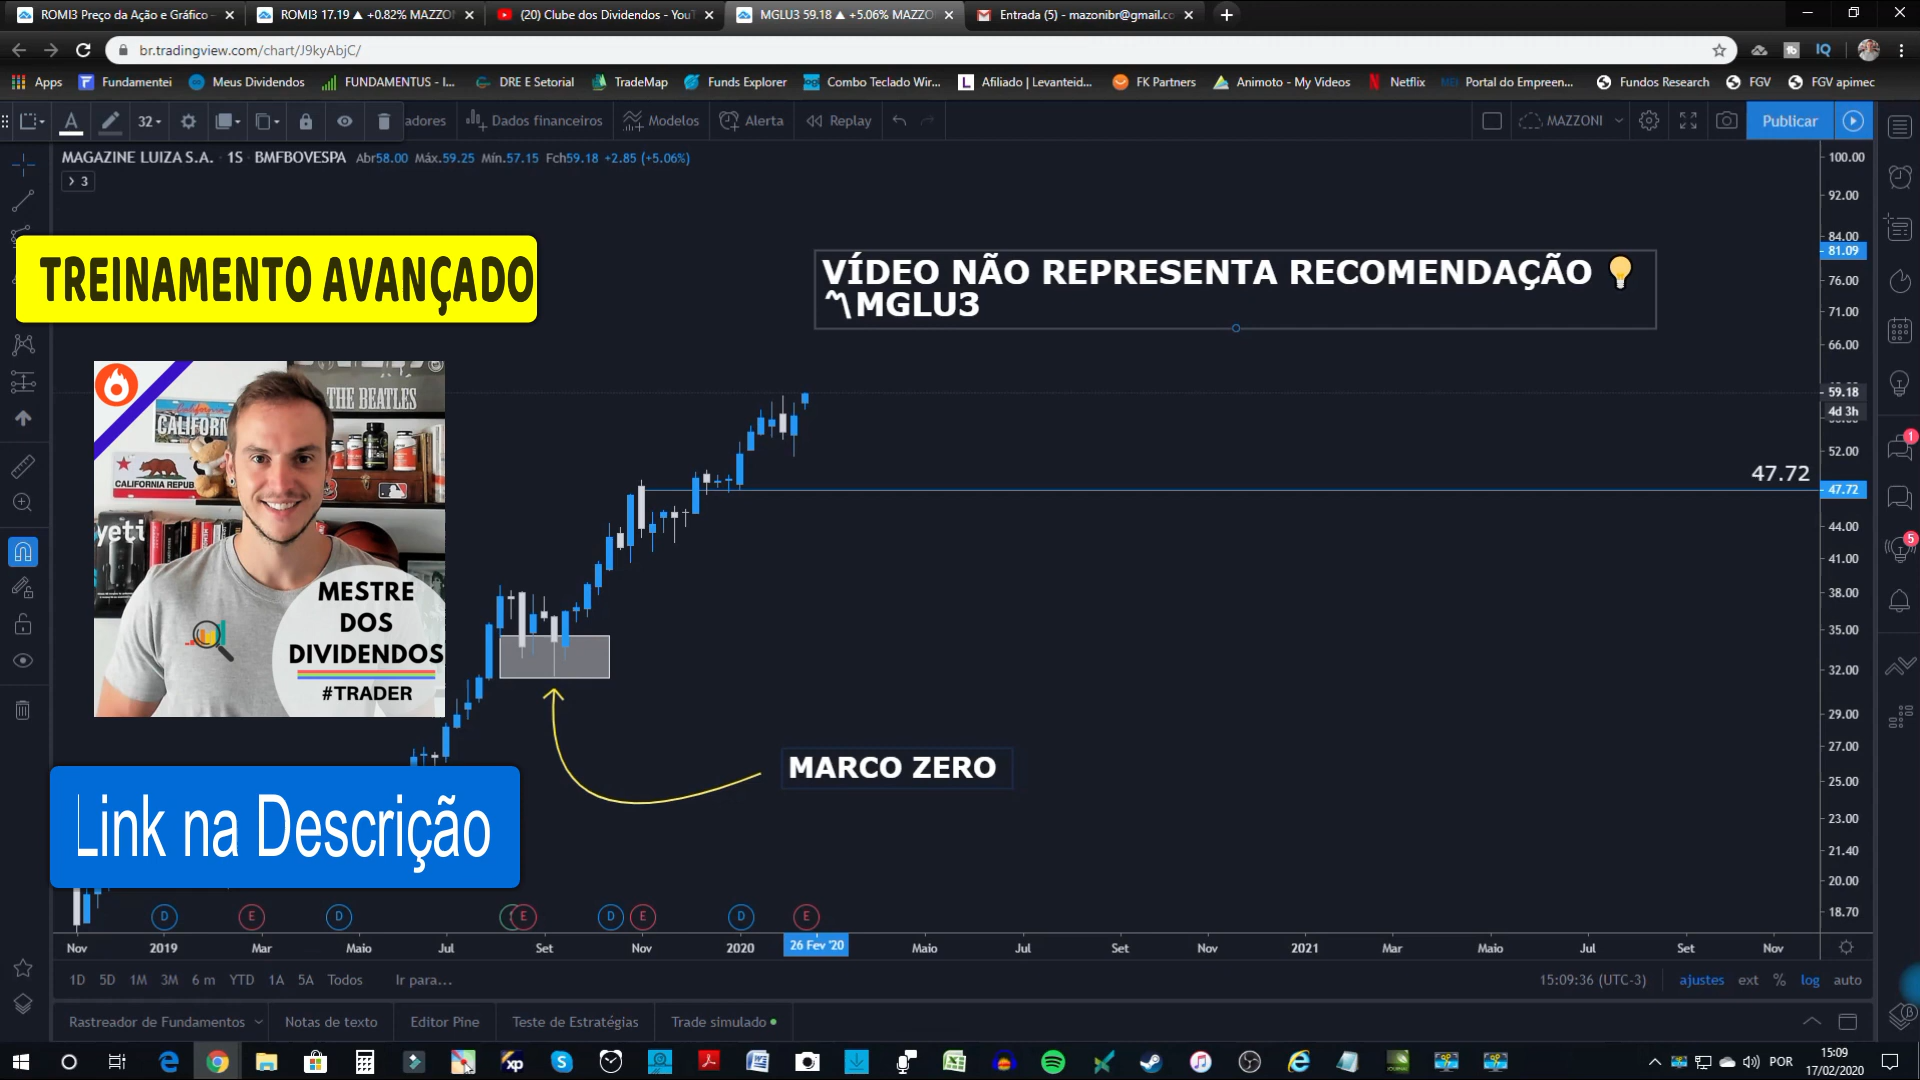 ROMI3 Preço da Ação e Gráfico
ROMI3 17.19 ▲ +0.82% MAZZON
(20) Clube dos Dividendos - YouT
MGLU3 59.18 ▲ +5.06% MAZZO
Entrada (5) - mazonibr@gmail.co
br.tradingview.com/chart/J9kyAbjC/
Apps
Fundamentei
Meus Dividendos
FUNDAMENTUS - I...
DRE E Setorial
TradeMap
Funds Explorer
Combo Teclado Wir...
Afiliado | Levanteid...
FK Partners
Animoto - My Videos
Netflix
Portal do Empreen...
Fundos Research
FGV
FGV apimec
32
adores
Dados financeiros
Modelos
Alerta
Replay
MAZZONI
Publicar
MAGAZINE LUIZA S.A. 1S BMFBOVESPA Abr58.00 Máx.59.25 Mín.57.15 Fch59.18 +2.85 (+5.06%)
3
TREINAMENTO AVANÇADO
VÍDEO NÃO REPRESENTA RECOMENDAÇÃO 💡
MGLU3
THE BEATLES
CALIFORNI
CALIFORNIA REPUB
yeti
MESTRE
DOS
DIVIDENDOS
#TRADER
MARCO ZERO
Link na Descrição
47.72
100.00
92.00
84.00
81.09
76.00
71.00
66.00
59.18
4d 3h
52.00
47.72
44.00
41.00
38.00
35.00
32.00
29.00
27.00
25.00
23.00
21.40
20.00
18.70
D E D E D E D E
Nov 2019 Mar Maio Jul Set Nov 2020 26 Fev '20 Maio Jul Set Nov 2021 Mar Maio Jul Set Nov
1D 5D 1M 3M 6 m YTD 1A 5A Todos Ir para...
15:09:36 (UTC-3) ajustes ext % log auto
Rastreador de Fundamentos
Notas de texto
Editor Pine
Teste de Estratégias
Trade simulado
1
5
xp
POR
15:09
17/02/2020